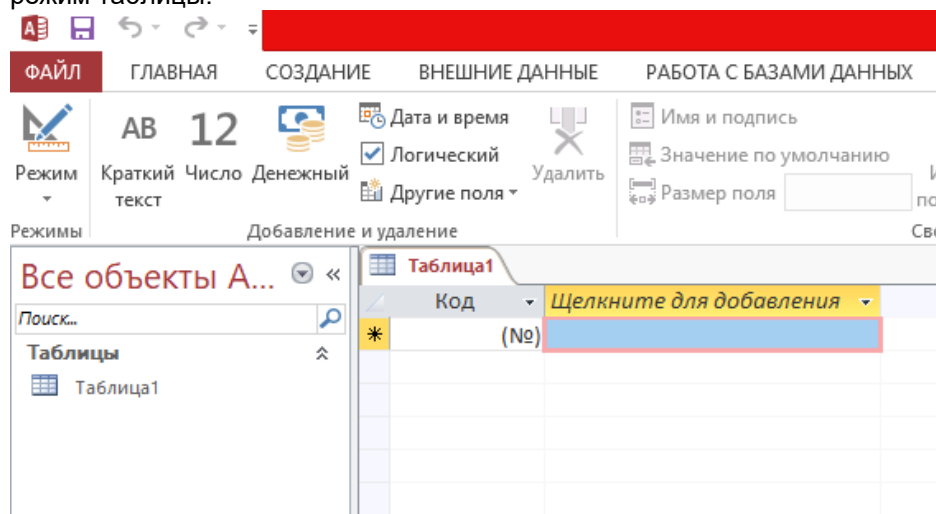 режим таблицы.
ФАЙЛ ГЛАВНАЯ СОЗДАНИЕ ВНЕШНИЕ ДАННЫЕ РАБОТА С БАЗАМИ ДАННЫХ
Режим
AB
Краткий текст
12
Число
Денежный
Дата и время
Логический
Другие поля
Удалить
Имя и подпись
Значение по умолчанию
Размер поля
Режимы
Добавление и удаление
Все объекты A...
Поиск...
Таблицы
Таблица1
Таблица1
Код Щелкните для добавления
(№)